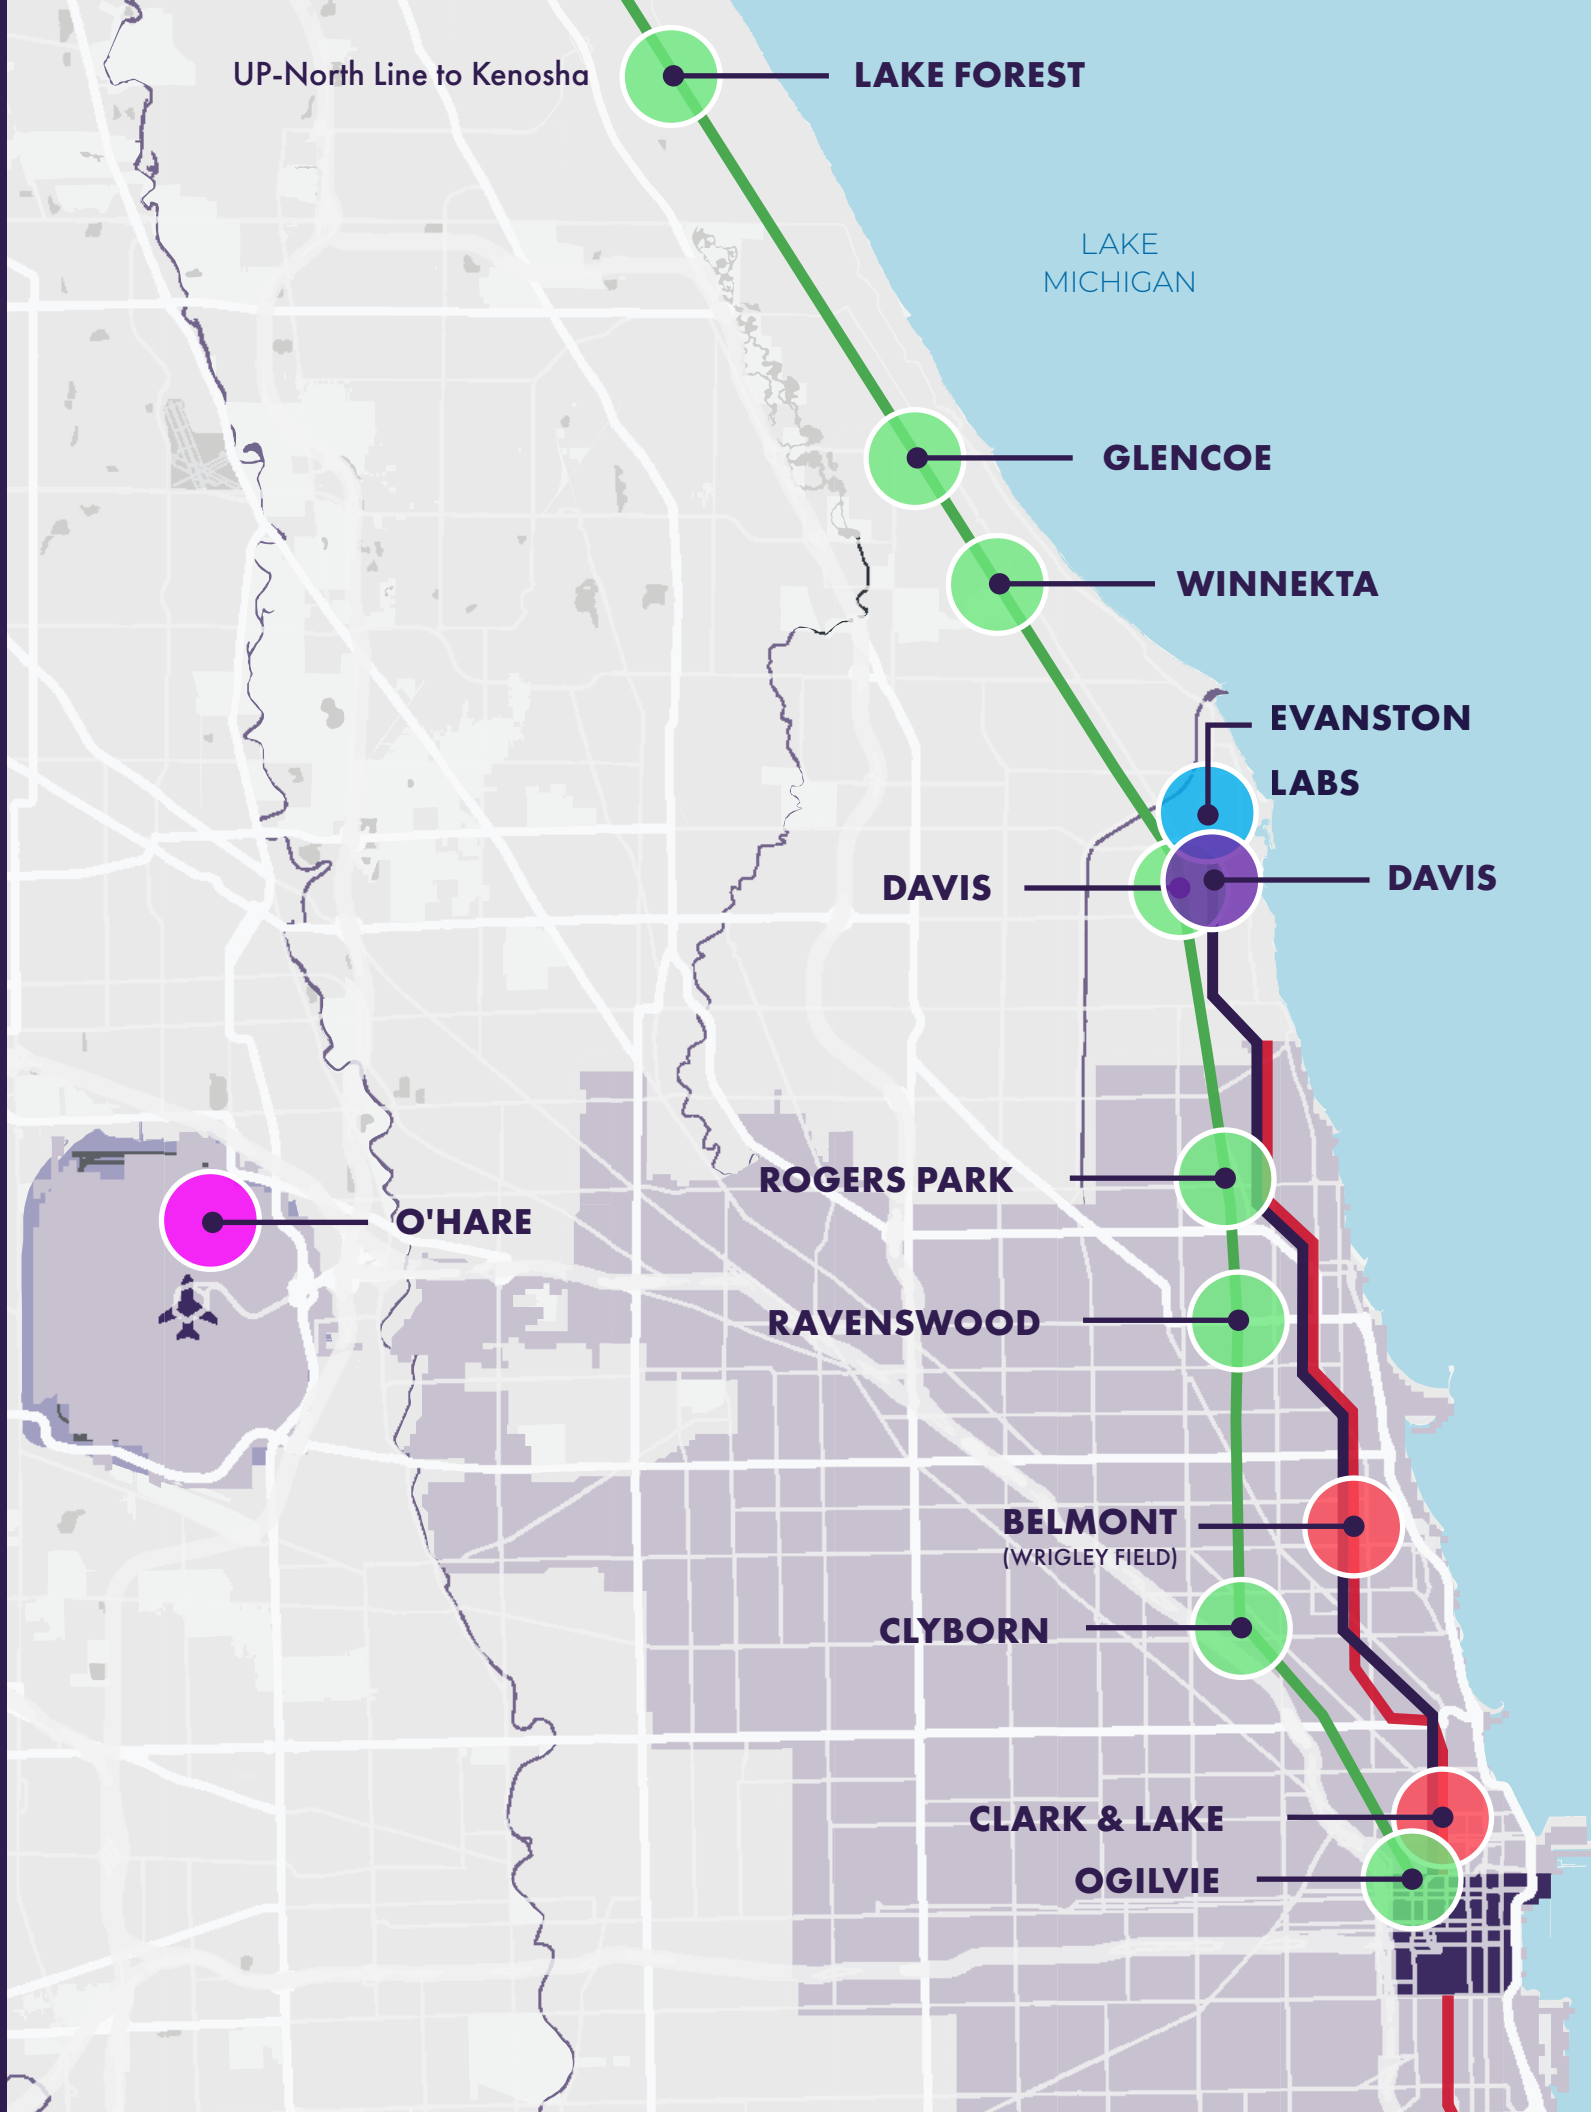 UP-North Line to Kenosha
LAKE FOREST
LAKE
MICHIGAN
GLENCOE
WINNEKTA
EVANSTON
LABS
DAVIS
DAVIS
ROGERS PARK
O'HARE
RAVENSWOOD
BELMONT
(WRIGLEY FIELD)
CLYBORN
CLARK & LAKE
OGILVIE